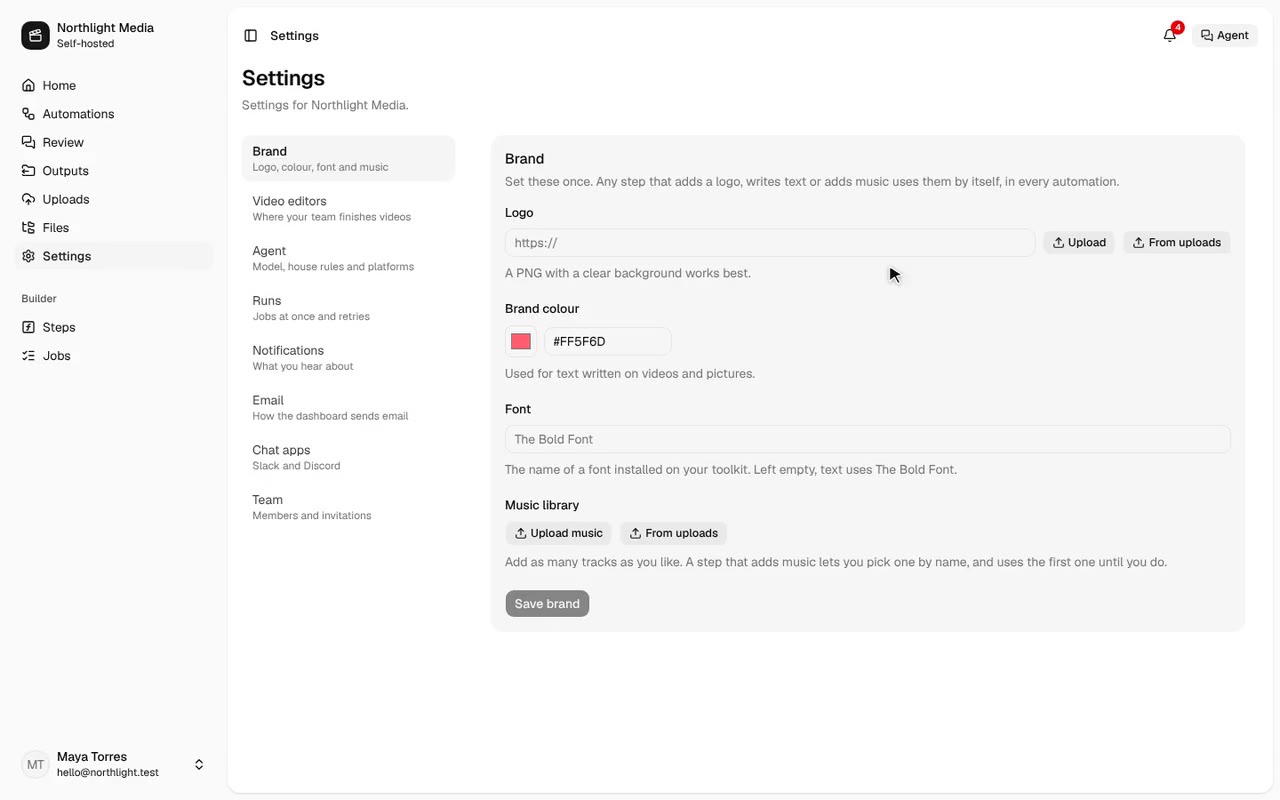 Northlight Media
Self-hosted
Home
Automations
Review
Outputs
Uploads
Files
Settings
Builder
Steps
Jobs
MT
Maya Torres
hello@northlight.test
Settings
4
Agent
Settings
Settings for Northlight Media.
Brand
Logo, colour, font and music
Video editors
Where your team finishes videos
Agent
Model, house rules and platforms
Runs
Jobs at once and retries
Notifications
What you hear about
Email
How the dashboard sends email
Chat apps
Slack and Discord
Team
Members and invitations
Brand
Set these once. Any step that adds a logo, writes text or adds music uses them by itself, in every automation.
Logo
https://
Upload
From uploads
A PNG with a clear background works best.
Brand colour
#FF5F6D
Used for text written on videos and pictures.
Font
The Bold Font
The name of a font installed on your toolkit. Left empty, text uses The Bold Font.
Music library
Upload music
From uploads
Add as many tracks as you like. A step that adds music lets you pick one by name, and uses the first one until you do.
Save brand